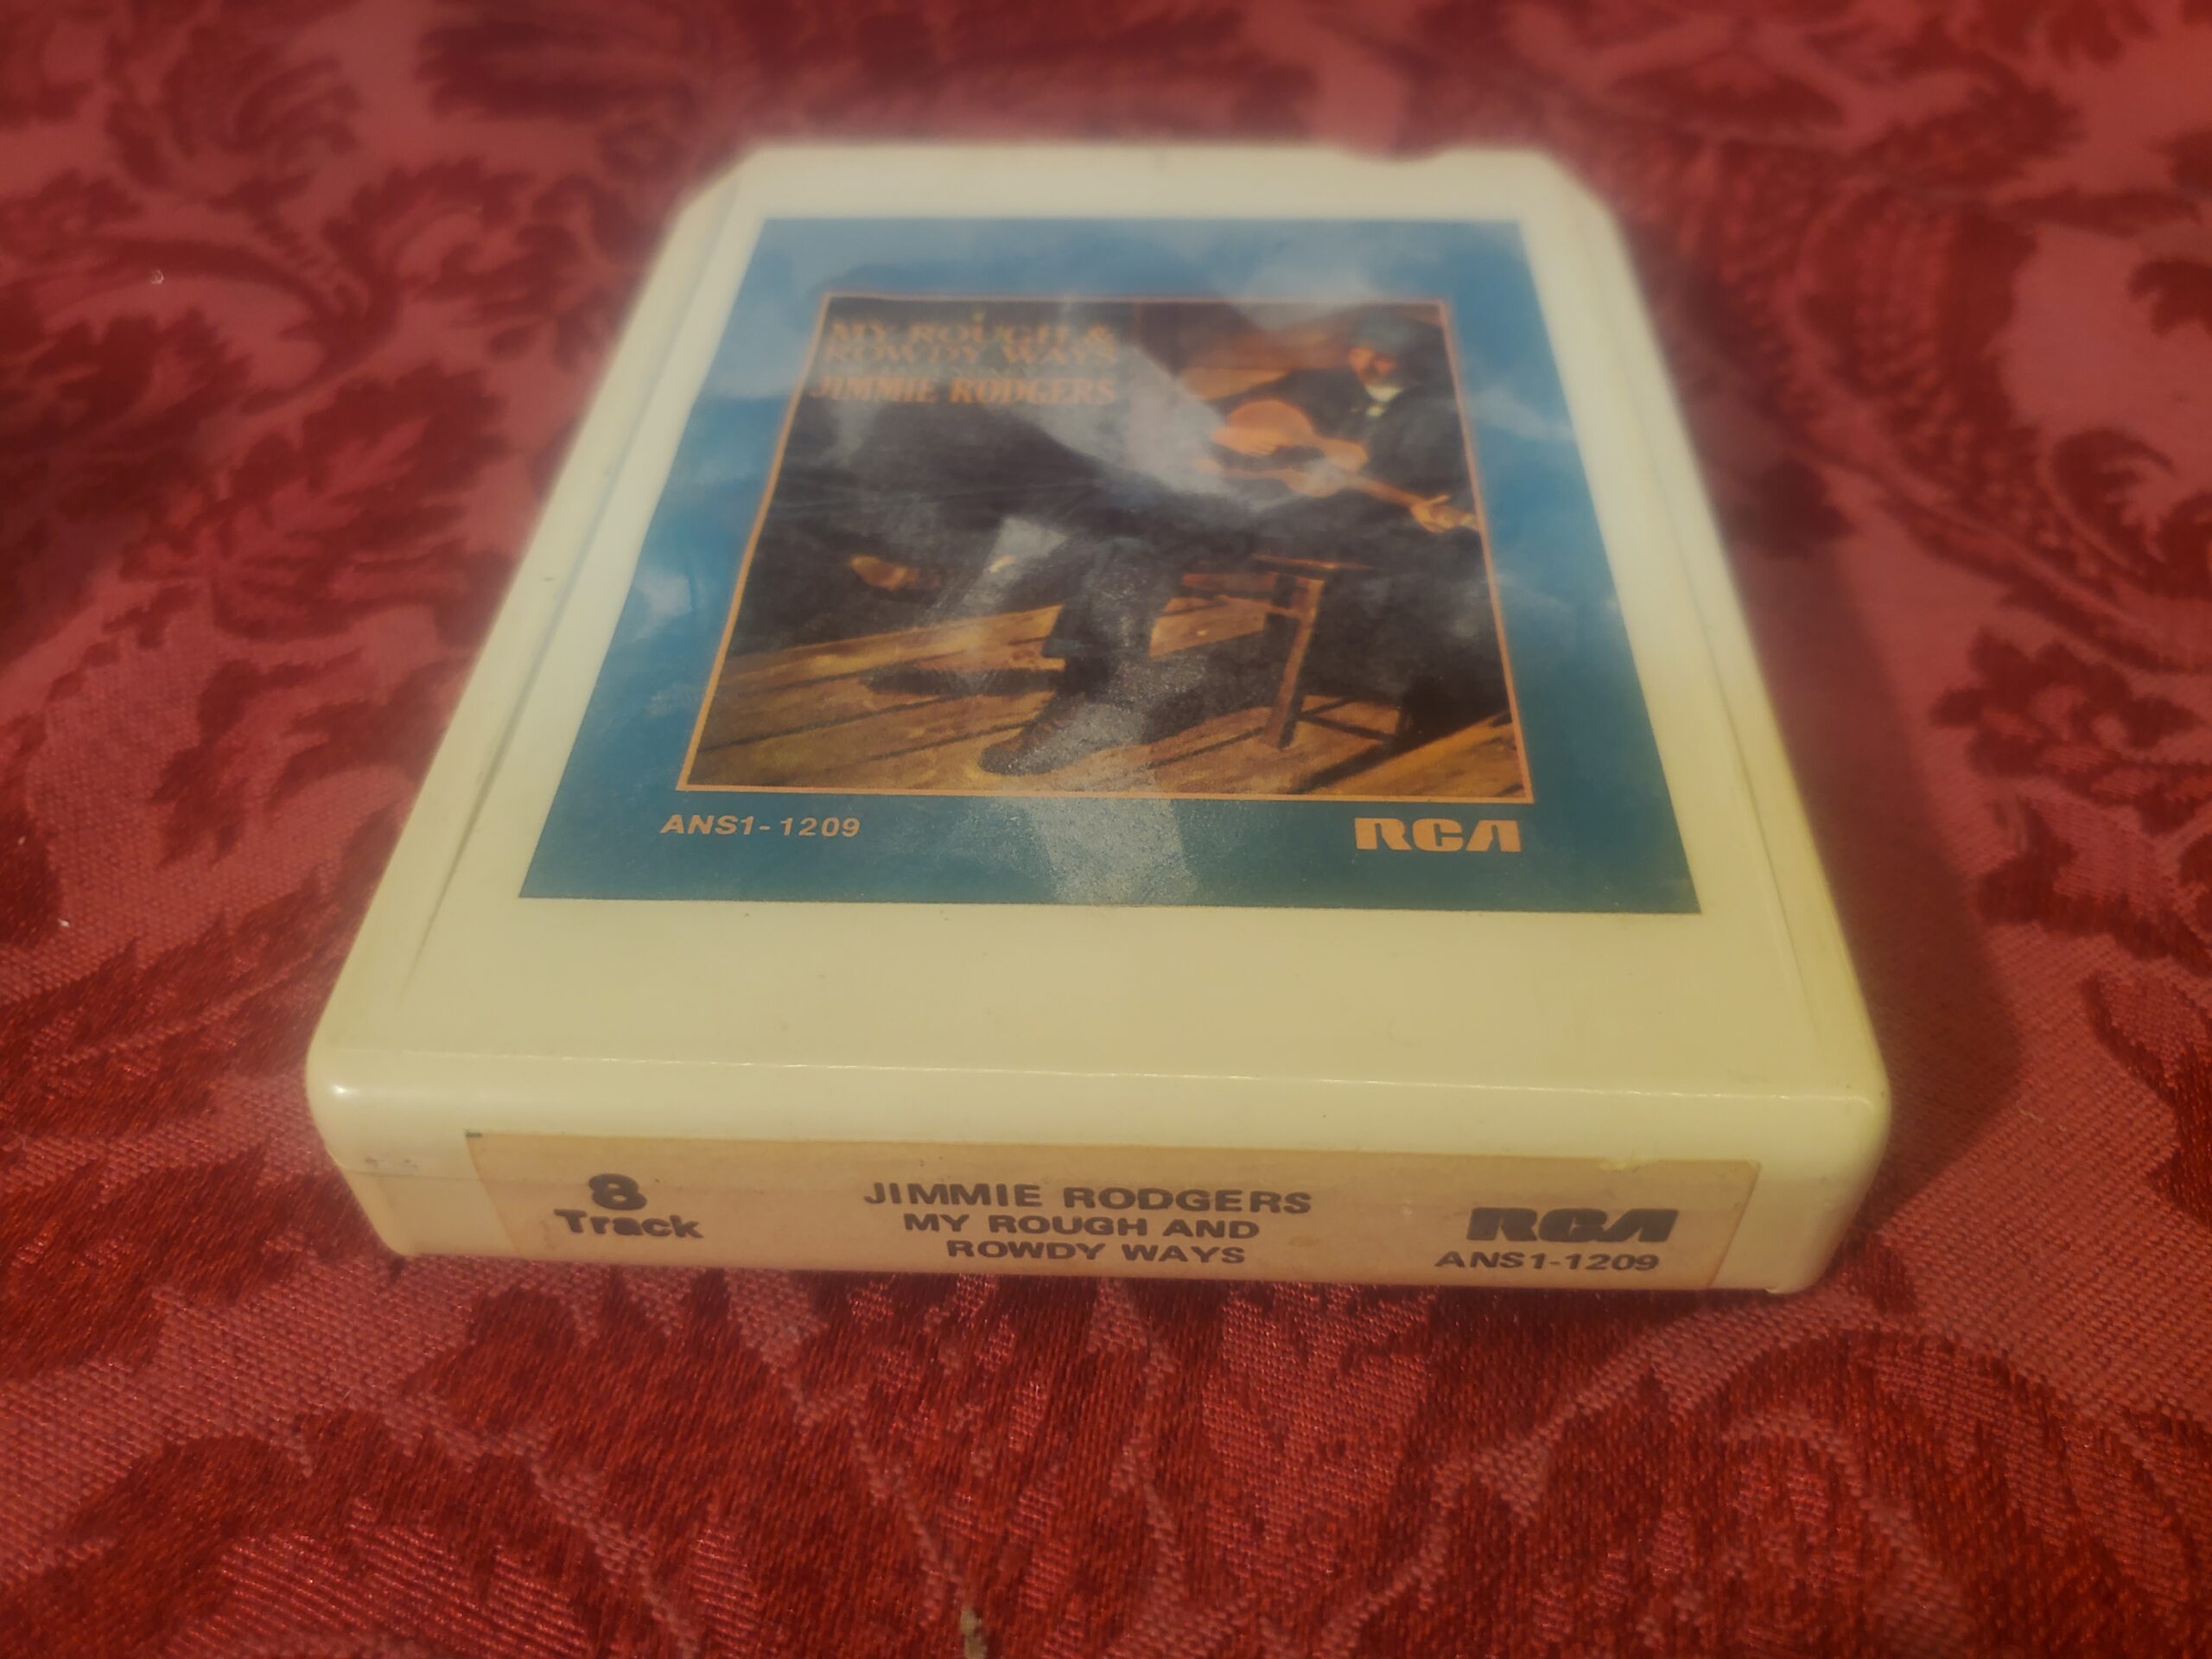 MY ROUGH &
ROWDY WAYS
JIMMIE RODGERS
ANS1-1209
RCA
8
Track
JIMMIE RODGERS
MY ROUGH AND
ROWDY WAYS
RCA
ANS1-1209